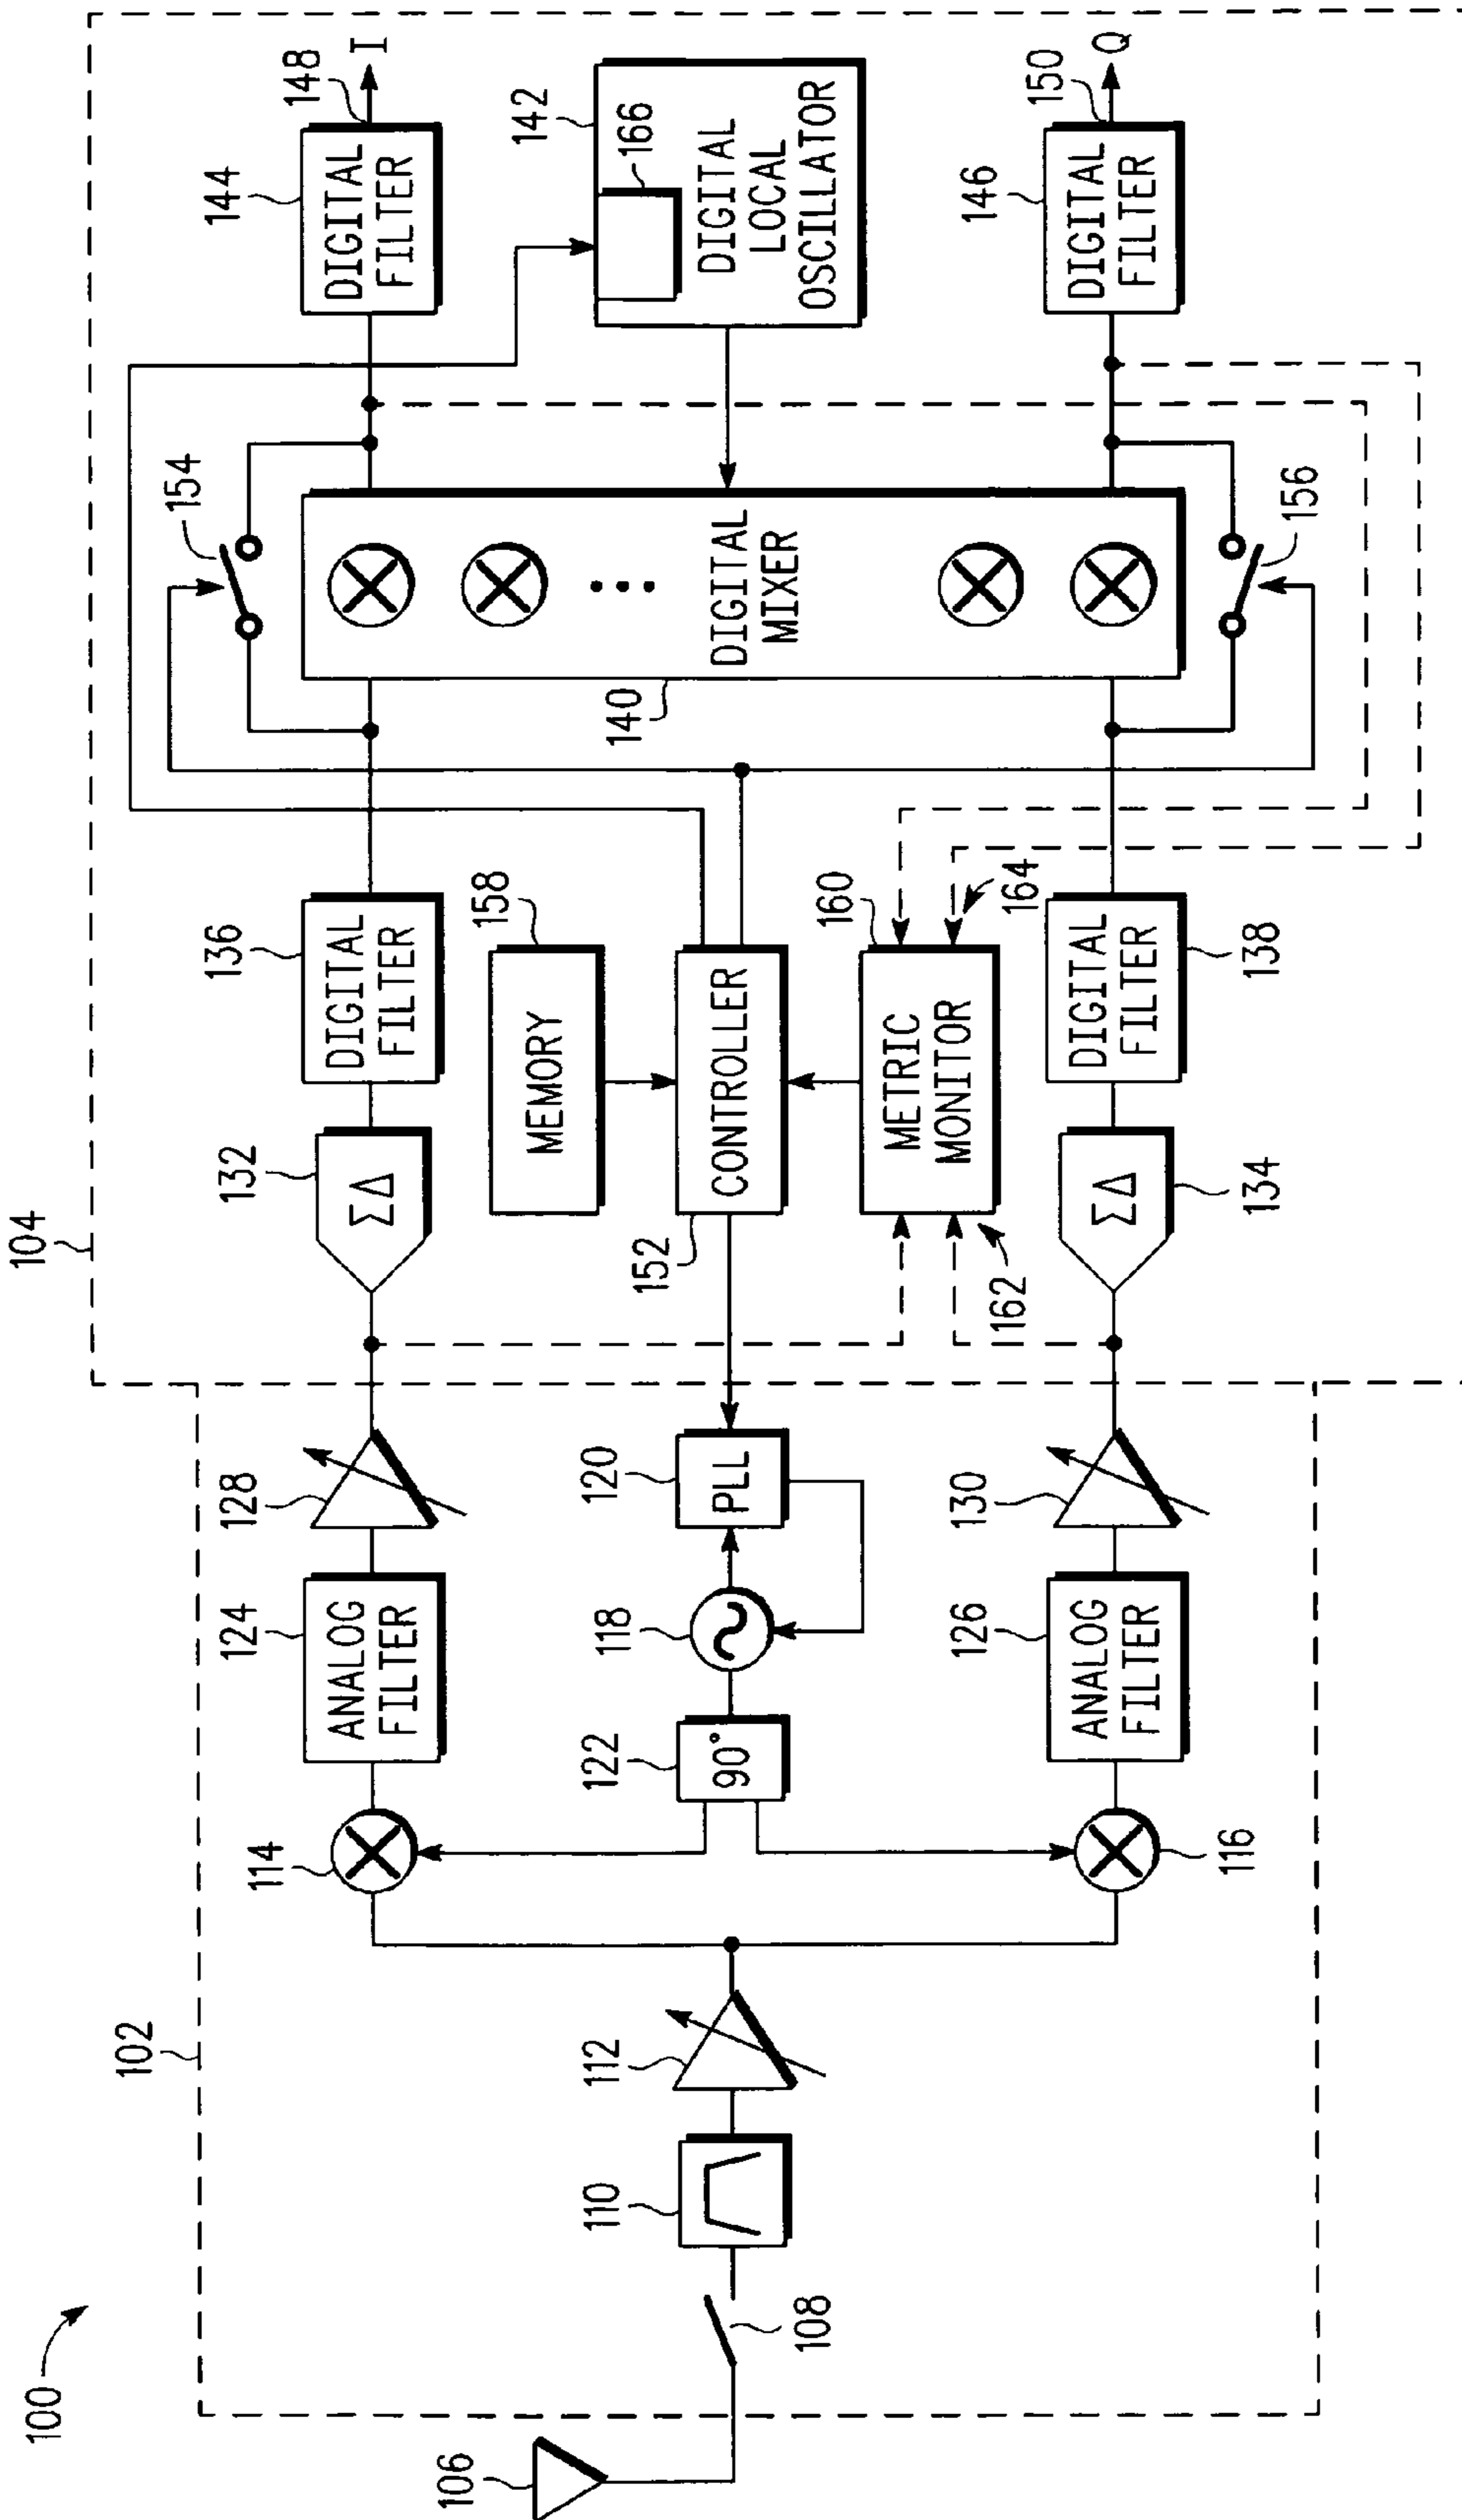 100
102
104
106
108
110
112
114
116
122
90°
118
120
PLL
124
ANALOG
FILTER
126
ANALOG
FILTER
128
130
132
ΣΔ
134
ΣΔ
136
DIGITAL
FILTER
138
DIGITAL
FILTER
158
MEMORY
152
CONTROLLER
160
METRIC
MONITOR
162
164
140
DIGITAL
MIXER
154
156
142
166
DIGITAL
LOCAL
OSCILLATOR
144
DIGITAL
FILTER
148
I
146
DIGITAL
FILTER
150
Q